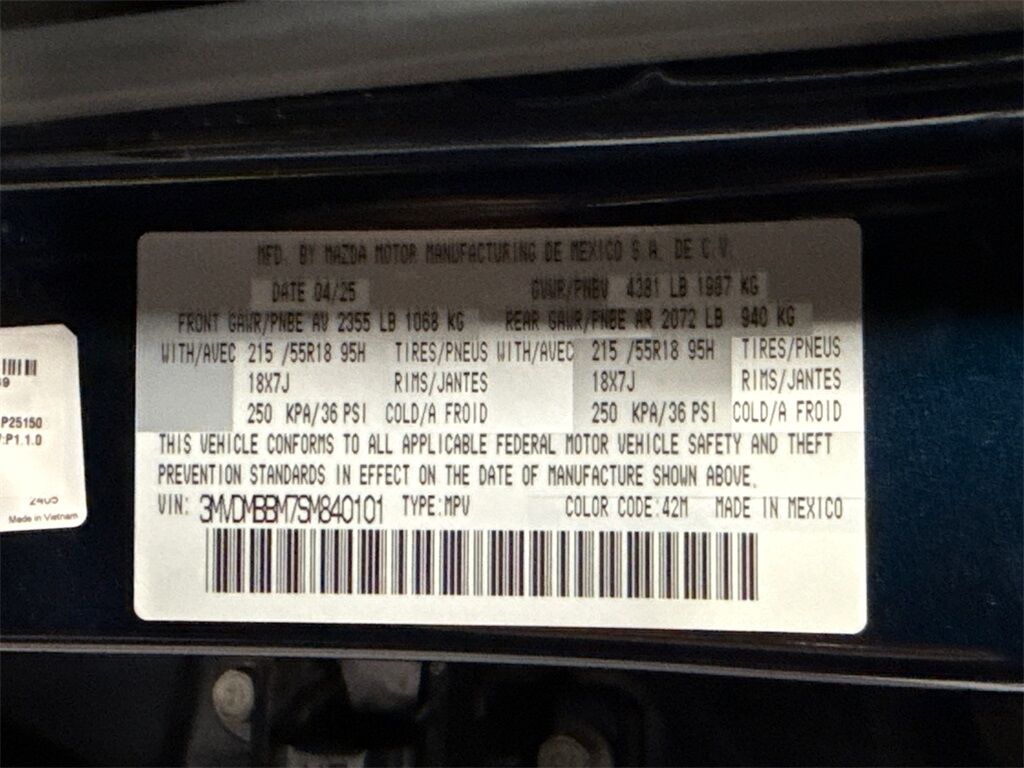 MFD. BY MAZDA MOTOR MANUFACTURING DE MEXICO S.A. DE C.V.
DATE 04/25 GVWR/PNBV 4381 LB 1987 KG
FRONT GAWR/PNBE AV 2355 LB 1068 KG REAR GAWR/PNBE AR 2072 LB 940 KG
WITH/AVEC 215 /55R18 95H TIRES/PNEUS WITH/AVEC 215 /55R18 95H TIRES/PNEUS
18X7J RIMS/JANTES 18X7J RIMS/JANTES
250 KPA/36 PSI COLD/A FROID 250 KPA/36 PSI COLD/A FROID
THIS VEHICLE CONFORMS TO ALL APPLICABLE FEDERAL MOTOR VEHICLE SAFETY AND THEFT
PREVENTION STANDARDS IN EFFECT ON THE DATE OF MANUFACTURE SHOWN ABOVE.
VIN: 3MVDMBBM7SM840101 TYPE:MPV COLOR CODE:42M MADE IN MEXICO
P25150
:P1.1.0
2405
Made in Vietnam